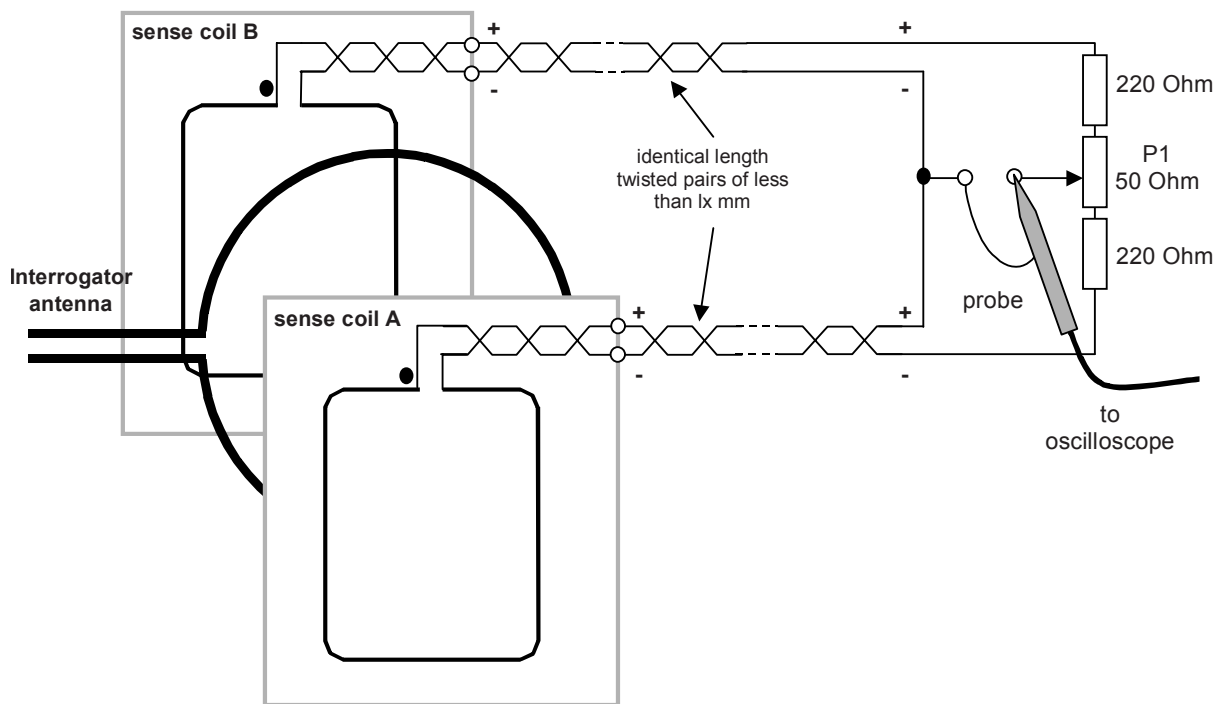 sense coil B
+
-
+
-
220 Ohm
P1
50 Ohm
220 Ohm
identical length
twisted pairs of less
than lx mm
Interrogator
antenna
sense coil A
+
-
+
-
probe
to
oscilloscope